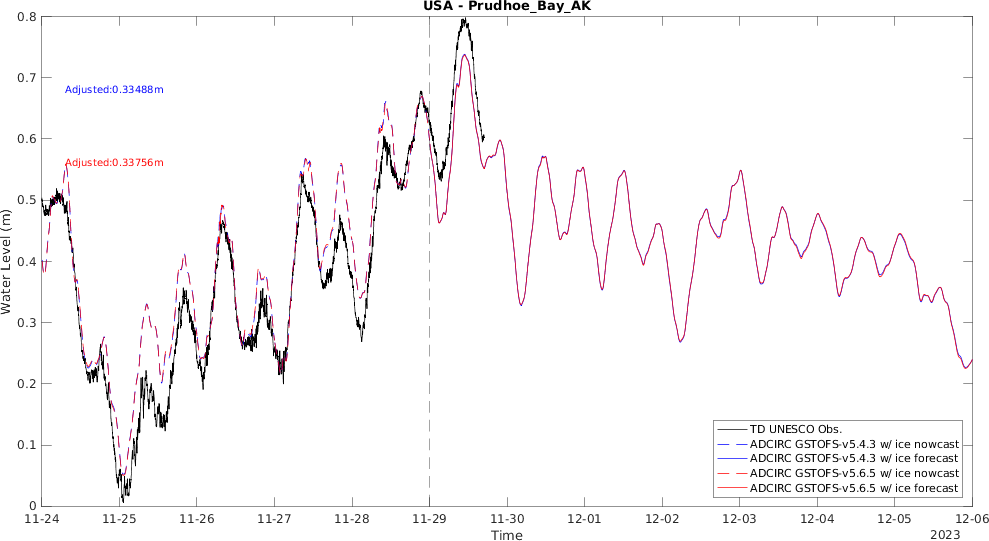 USA - Prudhoe_Bay_AK
0.8
0.7
0.6
0.5
0.4
0.3
0.2
0.1
0
Water Level (m)
Adjusted:0.33488m
Adjusted:0.33756m
TD UNESCO Obs.
ADCIRC GSTOFS-v5.4.3 w/ ice nowcast
ADCIRC GSTOFS-v5.4.3 w/ ice forecast
ADCIRC GSTOFS-v5.6.5 w/ ice nowcast
ADCIRC GSTOFS-v5.6.5 w/ ice forecast
11-24 11-25 11-26 11-27 11-28 11-29 11-30 12-01 12-02 12-03 12-04 12-05 12-06
Time
2023